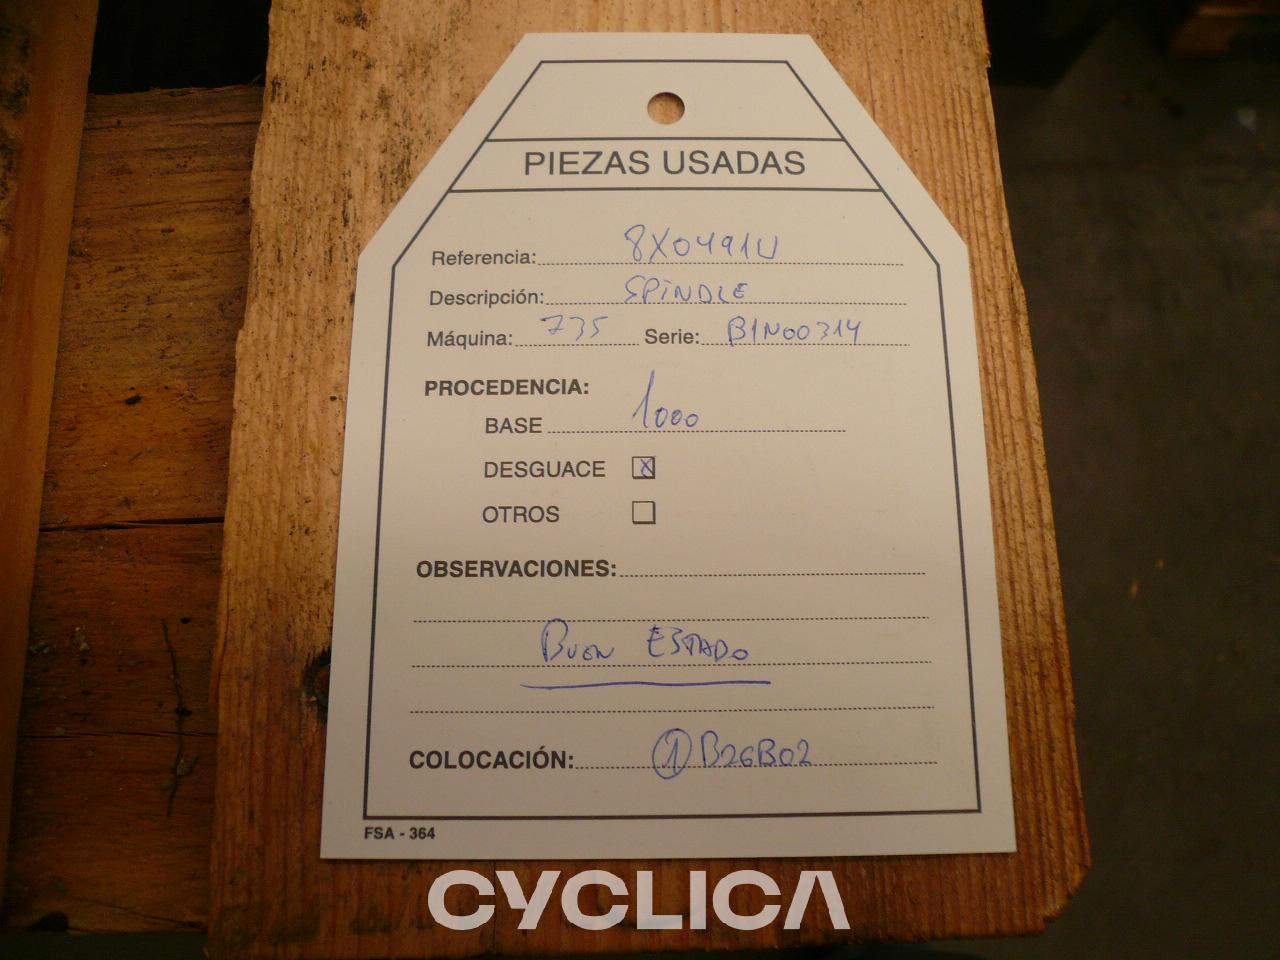 PIEZAS USADAS
Referencia: 8X0491U
Descripción: SPINDLE
Máquina: 735 Serie: B1N00314
PROCEDENCIA:
BASE 1000
DESGUACE X
OTROS
OBSERVACIONES:
BUEN ESTADO
COLOCACIÓN: 1 B26B02
FSA - 364
CYCLICA